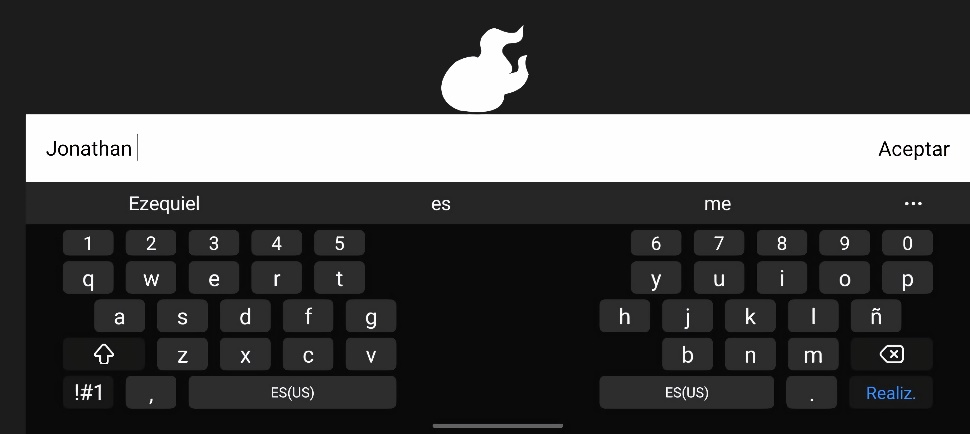 Jonathan Aceptar
Ezequiel es me ...
1 2 3 4 5 6 7 8 9 0
q w e r t y u i o p
a s d f g h j k l ñ
z x c v b n m
!#1 , ES(US) ES(US) . Realiz.